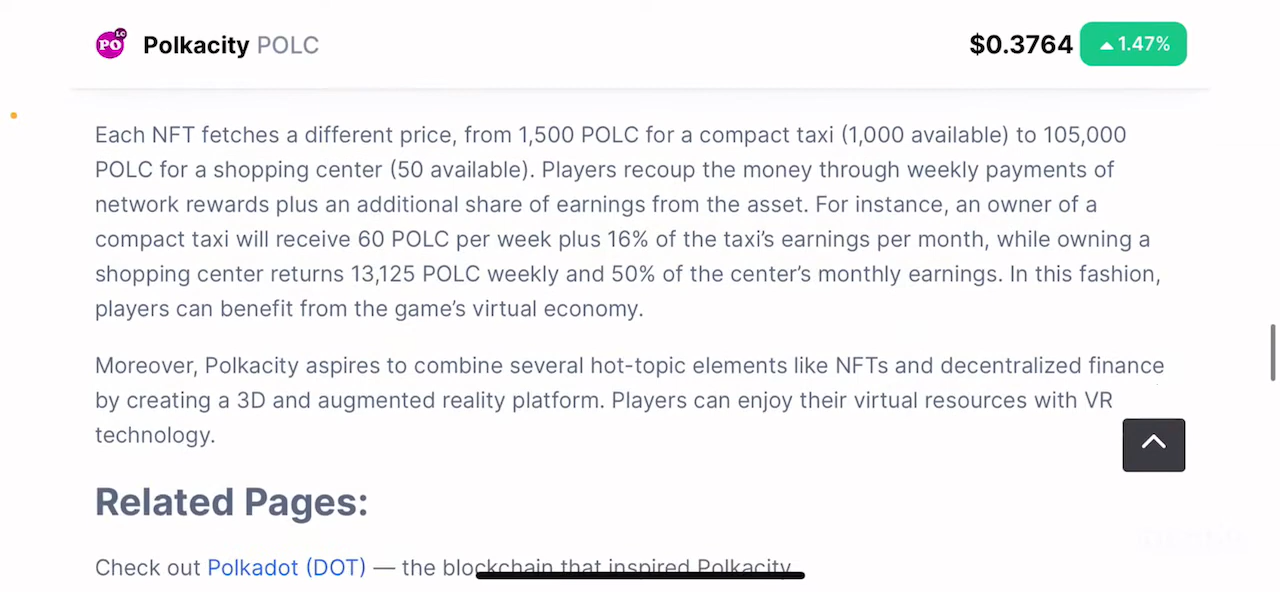 PO LC Polkacity POLC $0.3764 1.47%
Each NFT fetches a different price, from 1,500 POLC for a compact taxi (1,000 available) to 105,000
POLC for a shopping center (50 available). Players recoup the money through weekly payments of
network rewards plus an additional share of earnings from the asset. For instance, an owner of a
compact taxi will receive 60 POLC per week plus 16% of the taxi’s earnings per month, while owning a
shopping center returns 13,125 POLC weekly and 50% of the center’s monthly earnings. In this fashion,
players can benefit from the game’s virtual economy.
Moreover, Polkacity aspires to combine several hot-topic elements like NFTs and decentralized finance
by creating a 3D and augmented reality platform. Players can enjoy their virtual resources with VR
technology.
Related Pages:
Check out Polkadot (DOT) — the blockchain that inspired Polkacity